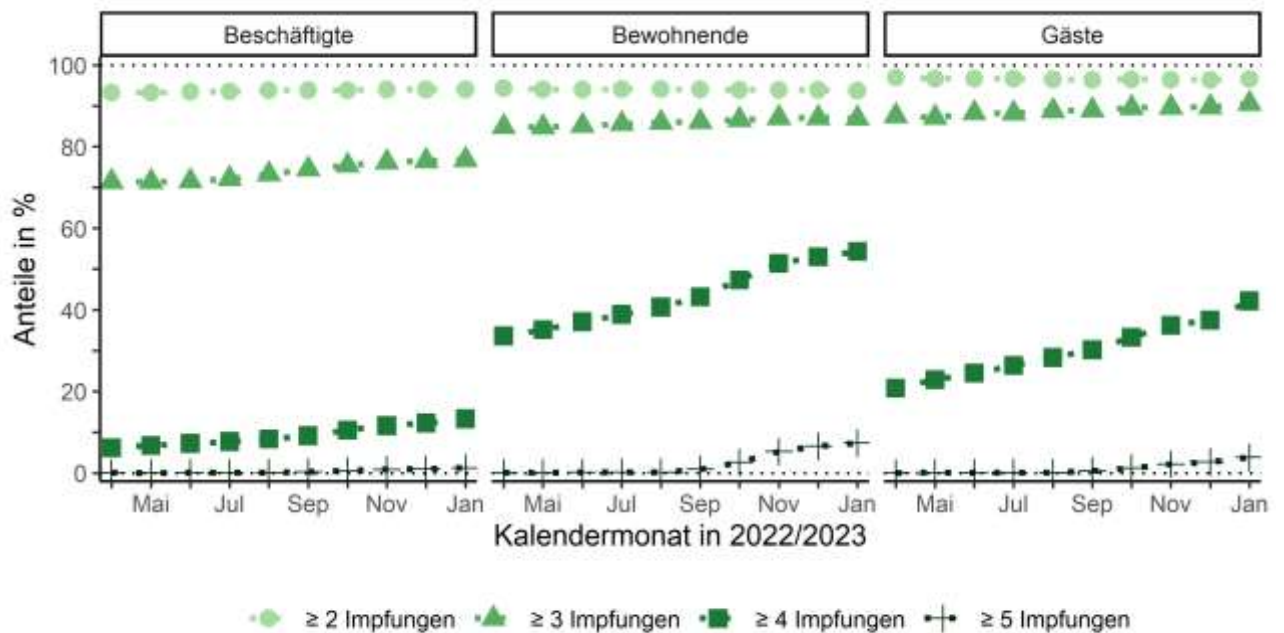 Beschäftigte Bewohnende Gäste
100
80
60
40
20
0
Anteile in %
Mai Jul Sep Nov Jan Mai Jul Sep Nov Jan Mai Jul Sep Nov Jan
Kalendermonat in 2022/2023
≥ 2 Impfungen ≥ 3 Impfungen ≥ 4 Impfungen ≥ 5 Impfungen